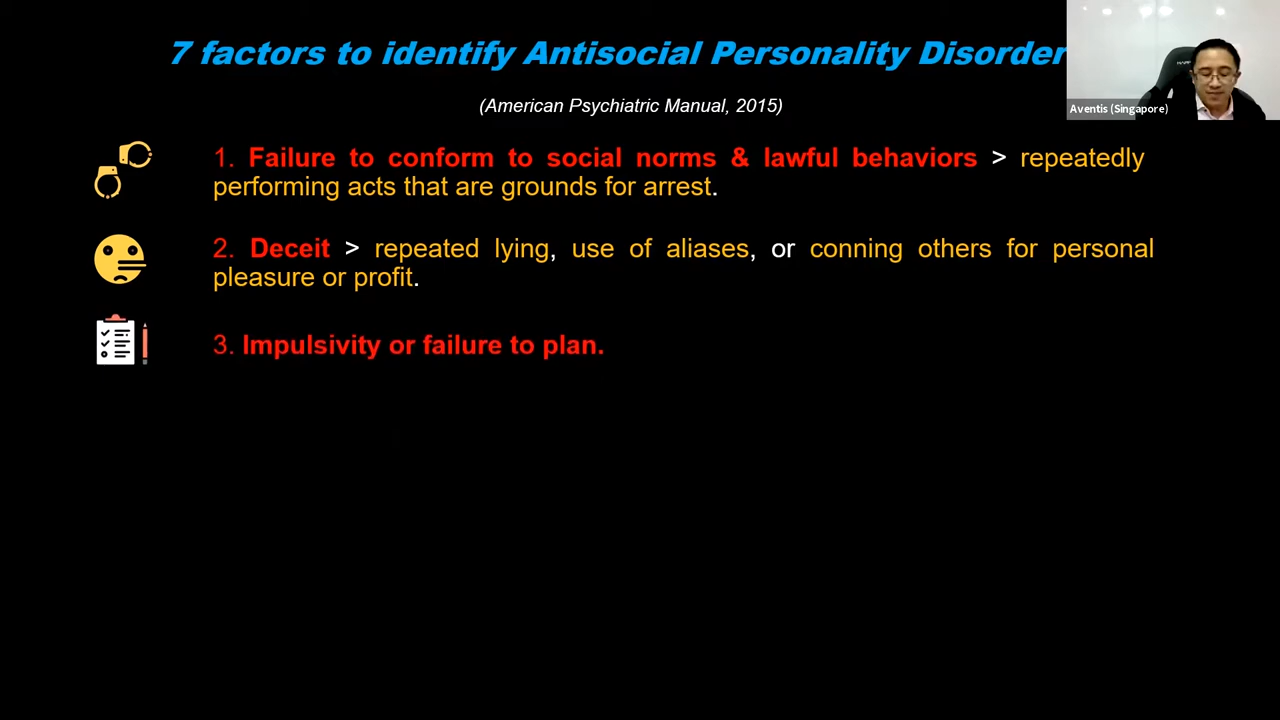 7 factors to identify Antisocial Personality Disorder
(American Psychiatric Manual, 2015)
Aventis (Singapore)
1. Failure to conform to social norms & lawful behaviors > repeatedly
performing acts that are grounds for arrest.
2. Deceit > repeated lying, use of aliases, or conning others for personal
pleasure or profit.
3. Impulsivity or failure to plan.